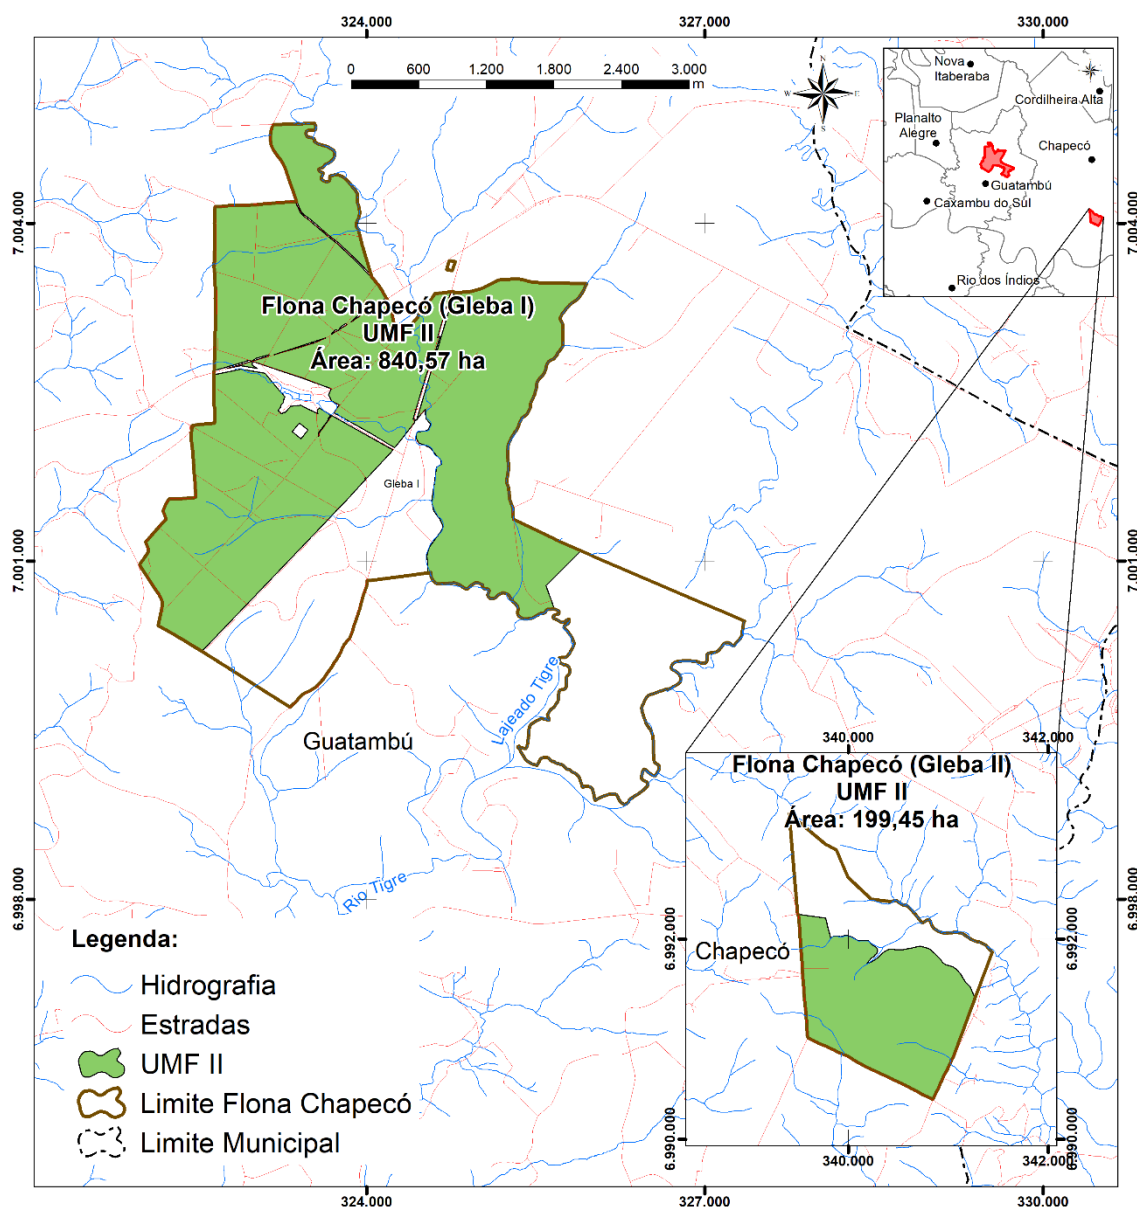 324.000
327.000
330.000
0
600
1.200
1.800
2.400
3.000
m
N
W
E
S
Nova
Itaberaba
Cordilheira Alta
Planalto
Alegre
Chapecó
Guatambú
Caxambu do Sul
Rio dos Índios
7.004.000
7.004.000
Flona Chapecó (Gleba I)
UMF II
Área: 840,57 ha
Gleba I
7.001.000
7.001.000
Lajeado Tigre
Guatambú
Rio Tigre
6.998.000
6.998.000
340.000
342.000
Flona Chapecó (Gleba II)
UMF II
Área: 199,45 ha
6.992.000
6.992.000
Chapecó
6.990.000
6.990.000
340.000
342.000
Legenda:
Hidrografia
Estradas
UMF II
Limite Flona Chapecó
Limite Municipal
324.000
327.000
330.000